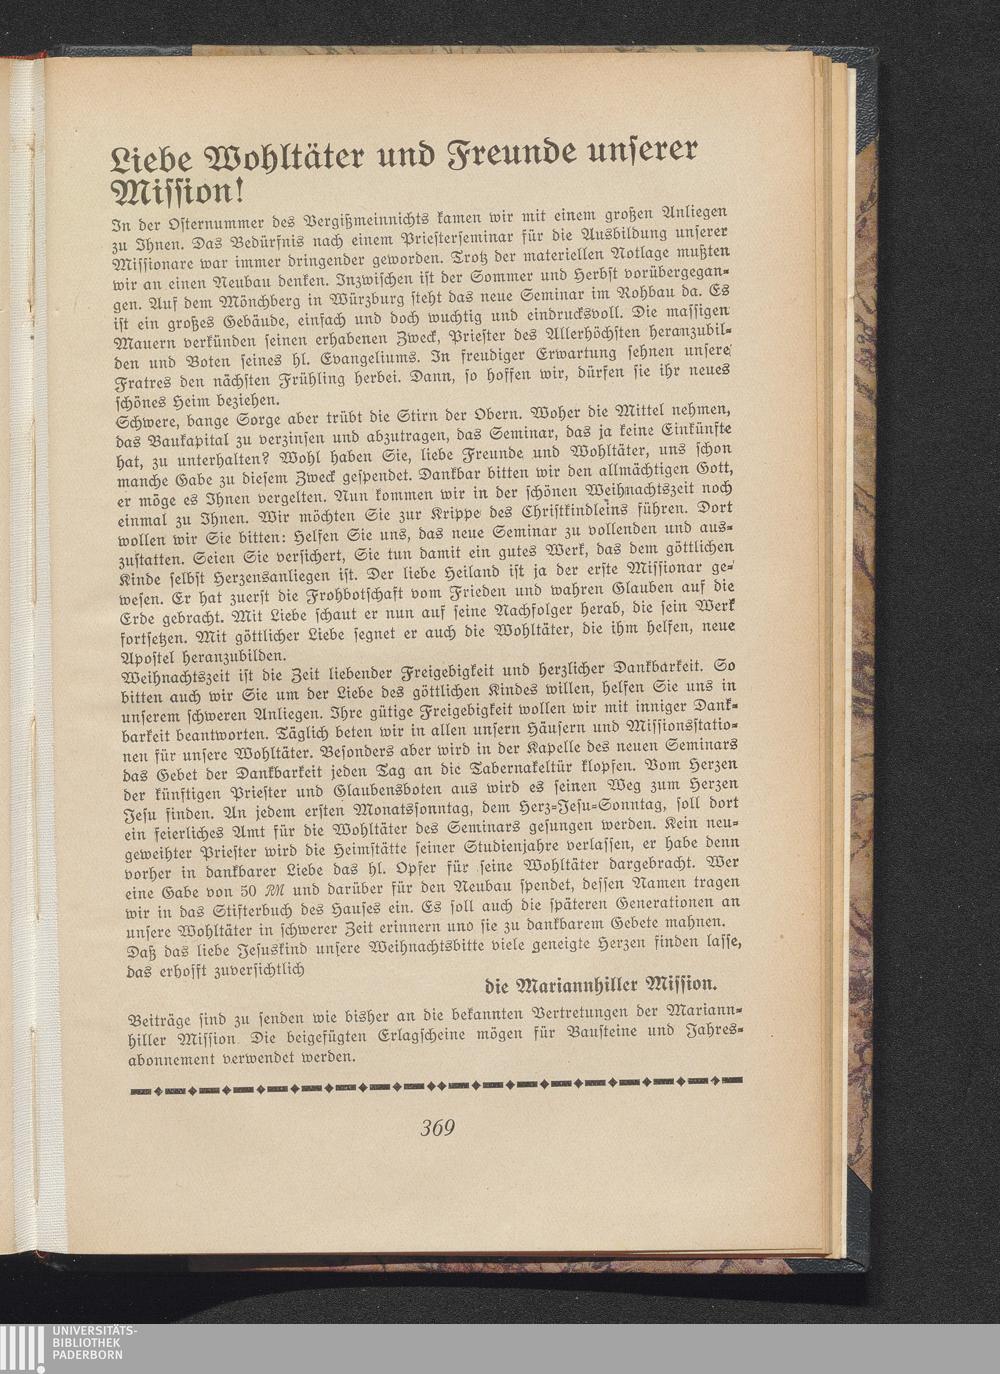 Liebe Wohltäter und Freunde unserer
Mission!
In der Osternummer des Vergißmeinnichts kamen wir mit einem großen Anliegen
zu Ihnen. Das Bedürfnis nach einem Priesterseminar für die Ausbildung unserer
Missionare war immer dringender geworden. Trotz der materiellen Notlage mußten
wir an einen Neubau denken. Inzwischen ist der Sommer und Herbst vorübergegan-
gen. Auf dem Mönchberg in Würzburg steht das neue Seminar im Rohbau da. Es
ist ein großes Gebäude, einfach und doch wuchtig und eindrucksvoll. Die massigen
Mauern verkünden seinen erhabenen Zweck, Priester des Allerhöchsten heranzubil-
den und Boten seines hl. Evangeliums. In freudiger Erwartung sehnen unsere
Fratres den nächsten Frühling herbei. Dann, so hoffen wir, dürfen sie ihr neues
schönes Heim beziehen.
Schwere, bange Sorge aber trübt die Stirn der Obern. Woher die Mittel nehmen,
das Baukapital zu verzinsen und abzutragen, das Seminar, das ja keine Einkünfte
hat, zu unterhalten? Wohl haben Sie, liebe Freunde und Wohltäter, uns schon
manche Gabe zu diesem Zweck gespendet. Dankbar bitten wir den allmächtigen Gott,
er möge es Ihnen vergelten. Nun kommen wir in der schönen Weihnachtszeit noch
einmal zu Ihnen. Wir möchten Sie zur Krippe des Christkindleins führen. Dort
wollen wir Sie bitten: Helfen Sie uns, das neue Seminar zu vollenden und aus-
zustatten. Seien Sie versichert, Sie tun damit ein gutes Werk, das dem göttlichen
Kinde selbst Herzensanliegen ist. Der liebe Heiland ist ja der erste Missionar ge-
wesen. Er hat zuerst die Frohbotschaft vom Frieden und wahren Glauben auf die
Erde gebracht. Mit Liebe schaut er nun auf seine Nachfolger herab, die sein Werk
fortsetzen. Mit göttlicher Liebe segnet er auch die Wohltäter, die ihm helfen, neue
Apostel heranzubilden.
Weihnachtszeit ist die Zeit liebender Freigebigkeit und herzlicher Dankbarkeit. So
bitten auch wir Sie um der Liebe des göttlichen Kindes willen, helfen Sie uns in
unserem schweren Anliegen. Ihre gütige Freigebigkeit wollen wir mit inniger Dank-
barkeit beantworten. Täglich beten wir in allen unsern Häusern und Missionsstatio-
nen für unsere Wohltäter. Besonders aber wird in der Kapelle des neuen Seminars
das Gebet der Dankbarkeit jeden Tag an die Tabernakeltür klopfen. Vom Herzen
der künftigen Priester und Glaubensboten aus wird es seinen Weg zum Herzen
Jesu finden. An jedem ersten Monatssonntag, dem Herz-Jesu-Sonntag, soll dort
ein feierliches Amt für die Wohltäter des Seminars gesungen werden. Kein neu-
geweihter Priester wird die Heimstätte seiner Studienjahre verlassen, er habe denn
vorher in dankbarer Liebe das hl. Opfer für seine Wohltäter dargebracht. Wer
eine Gabe von 50 RM und darüber für den Neubau spendet, dessen Namen tragen
wir in das Stifterbuch des Hauses ein. Es soll auch die späteren Generationen an
unsere Wohltäter in schwerer Zeit erinnern und sie zu dankbarem Gebete mahnen.
Daß das liebe Jesuskind unsere Weihnachtsbitte viele geneigte Herzen finden lasse,
das erhofft zuversichtlich
die Mariannhiller Mission.
Beiträge sind zu senden wie bisher an die bekannten Vertretungen der Mariann-
hiller Mission. Die beigefügten Erlagscheine mögen für Bausteine und Jahres-
abonnement verwendet werden.
369
UNIVERSITÄTS-
BIBLIOTHEK
PADERBORN